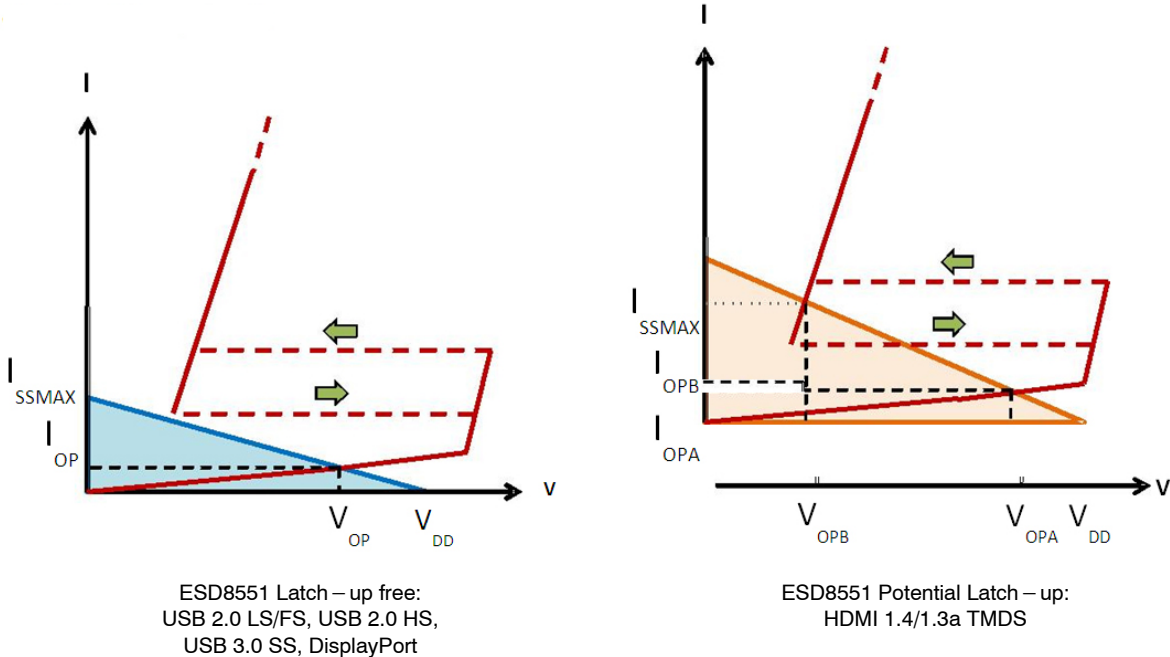 I
I
SSMAX
I
OP
V
V
OP
V
DD
ESD8551 Latch – up free:
USB 2.0 LS/FS, USB 2.0 HS,
USB 3.0 SS, DisplayPort
I
I
SSMAX
I
OPB
I
OPA
V
V
OPB
V
OPA
V
DD
ESD8551 Potential Latch – up:
HDMI 1.4/1.3a TMDS